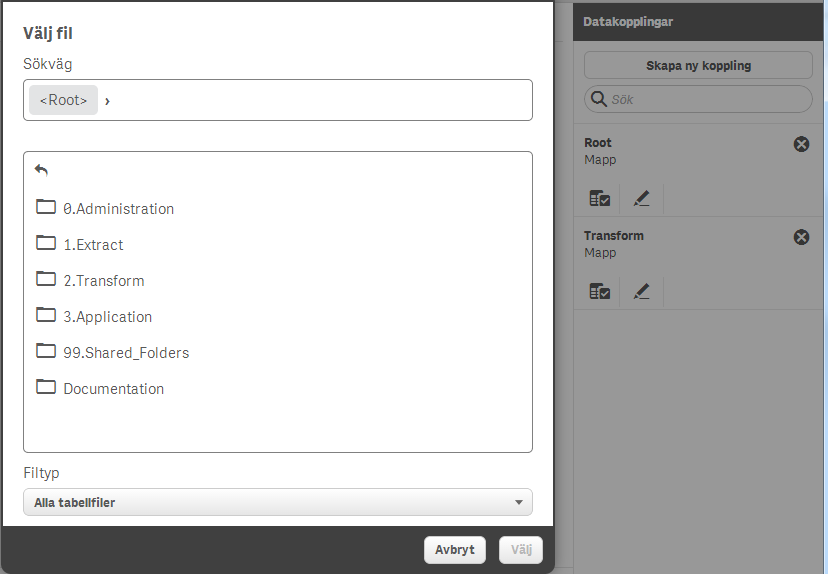 Välj fil
Sökväg
<Root> ›
0.Administration
1.Extract
2.Transform
3.Application
99.Shared_Folders
Documentation
Filtyp
Alla tabellfiler
Avbryt
Välj
Datakopplingar
Skapa ny koppling
Sök
Root
Mapp
Transform
Mapp